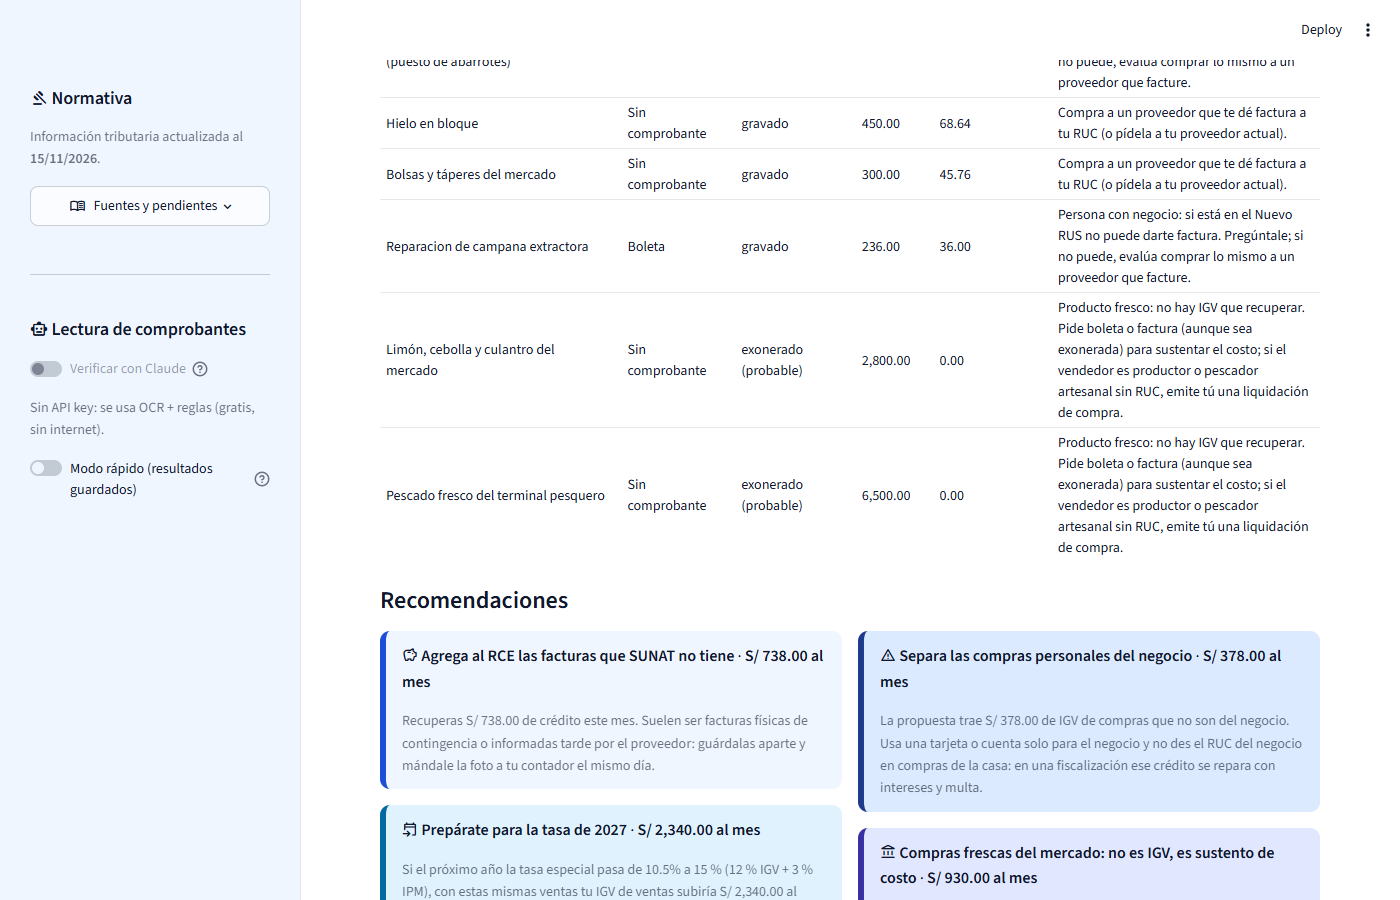 Deploy
Normativa
Información tributaria actualizada al
15/11/2026.
Fuentes y pendientes
Lectura de comprobantes
Verificar con Claude
Sin API key: se usa OCR + reglas (gratis,
sin internet).
Modo rápido (resultados
guardados)
(puesto de abarrotes)
no puede, evalúa comprar lo mismo a un
proveedor que facture.
Hielo en bloque
Sin
comprobante
gravado
450.00
68.64
Compra a un proveedor que te dé factura a
tu RUC (o pídela a tu proveedor actual).
Bolsas y táperes del mercado
Sin
comprobante
gravado
300.00
45.76
Compra a un proveedor que te dé factura a
tu RUC (o pídela a tu proveedor actual).
Reparacion de campana extractora
Boleta
gravado
236.00
36.00
Persona con negocio: si está en el Nuevo
RUS no puede darte factura. Pregúntale; si
no puede, evalúa comprar lo mismo a un
proveedor que facture.
Limón, cebolla y culantro del
mercado
Sin
comprobante
exonerado
(probable)
2,800.00
0.00
Producto fresco: no hay IGV que recuperar.
Pide boleta o factura (aunque sea
exonerada) para sustentar el costo; si el
vendedor es productor o pescador
artesanal sin RUC, emite tú una liquidación
de compra.
Pescado fresco del terminal pesquero
Sin
comprobante
exonerado
(probable)
6,500.00
0.00
Producto fresco: no hay IGV que recuperar.
Pide boleta o factura (aunque sea
exonerada) para sustentar el costo; si el
vendedor es productor o pescador
artesanal sin RUC, emite tú una liquidación
de compra.
Recomendaciones
Agrega al RCE las facturas que SUNAT no tiene · S/ 738.00 al
mes
Recuperas S/ 738.00 de crédito este mes. Suelen ser facturas físicas de
contingencia o informadas tarde por el proveedor: guárdalas aparte y
mándale la foto a tu contador el mismo día.
Separa las compras personales del negocio · S/ 378.00 al
mes
La propuesta trae S/ 378.00 de IGV de compras que no son del negocio.
Usa una tarjeta o cuenta solo para el negocio y no des el RUC del negocio
en compras de la casa: en una fiscalización ese crédito se repara con
intereses y multa.
Prepárate para la tasa de 2027 · S/ 2,340.00 al mes
Si el próximo año la tasa especial pasa de 10.5% a 15 % (12 % IGV + 3 %
IPM), con estas mismas ventas tu IGV de ventas subiría S/ 2,340.00 al
Compras frescas del mercado: no es IGV, es sustento de
costo · S/ 930.00 al mes